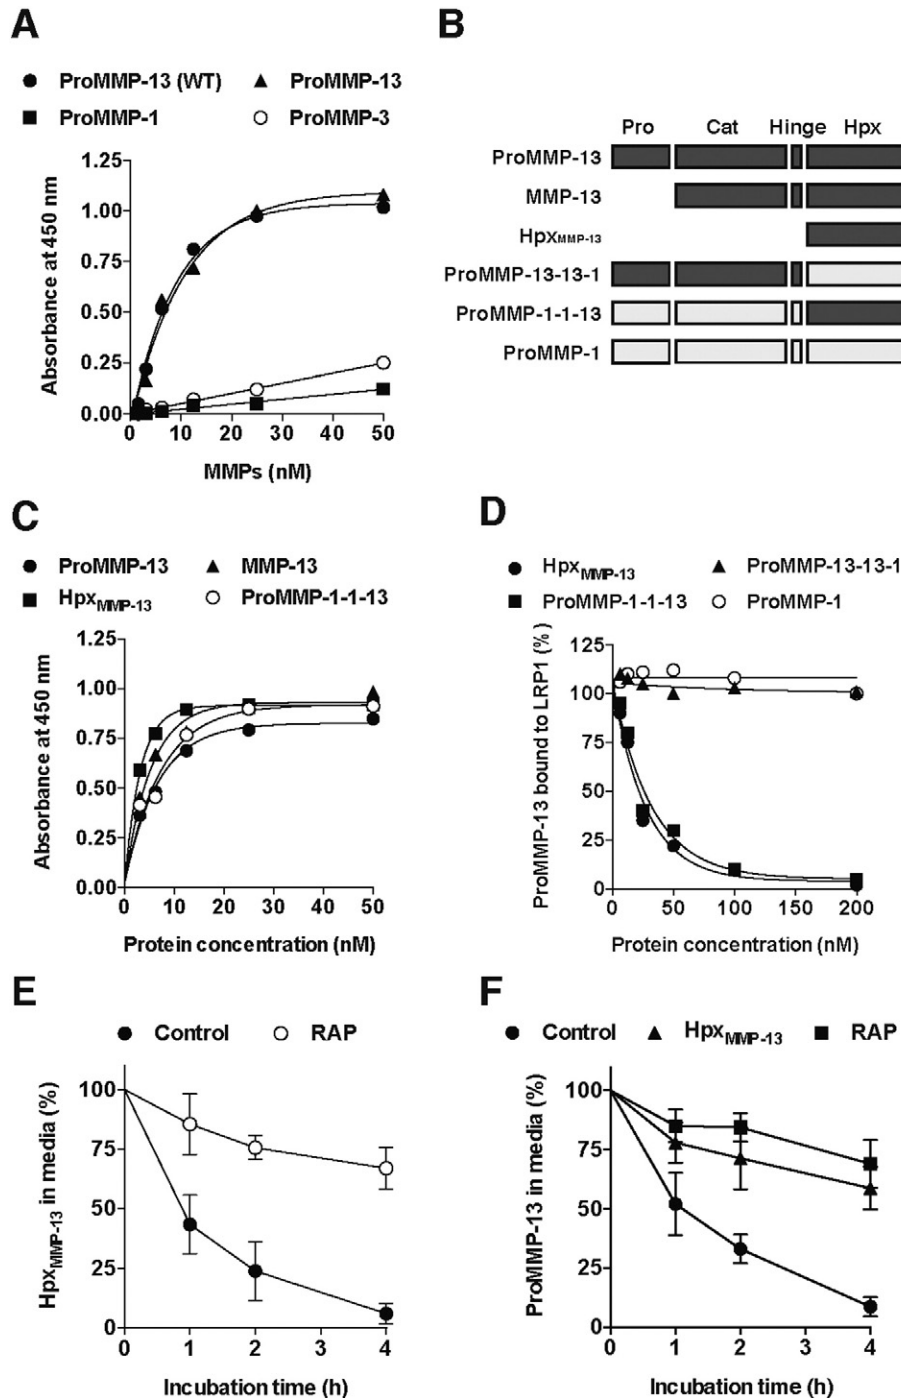 A
ProMMP-13 (WT) ProMMP-13
ProMMP-1 ProMMP-3
Absorbance at 450 nm
1.25
1.00
0.75
0.50
0.25
0.00
0 10 20 30 40 50
MMPs (nM)
B
Pro Cat Hinge Hpx
ProMMP-13
MMP-13
HpxMMP-13
ProMMP-13-13-1
ProMMP-1-1-13
ProMMP-1
C
ProMMP-13 MMP-13
HpxMMP-13 ProMMP-1-1-13
Absorbance at 450 nm
1.25
1.00
0.75
0.50
0.25
0.00
0 10 20 30 40 50
Protein concentration (nM)
D
HpxMMP-13 ProMMP-13-13-1
ProMMP-1-1-13 ProMMP-1
ProMMP-13 bound to LRP1 (%)
125
100
75
50
25
0
0 50 100 150 200
Protein concentration (nM)
E
Control RAP
HpxMMP-13 in media (%)
100
75
50
25
0
0 1 2 3 4
Incubation time (h)
F
Control HpxMMP-13 RAP
ProMMP-13 in media (%)
100
75
50
25
0
0 1 2 3 4
Incubation time (h)